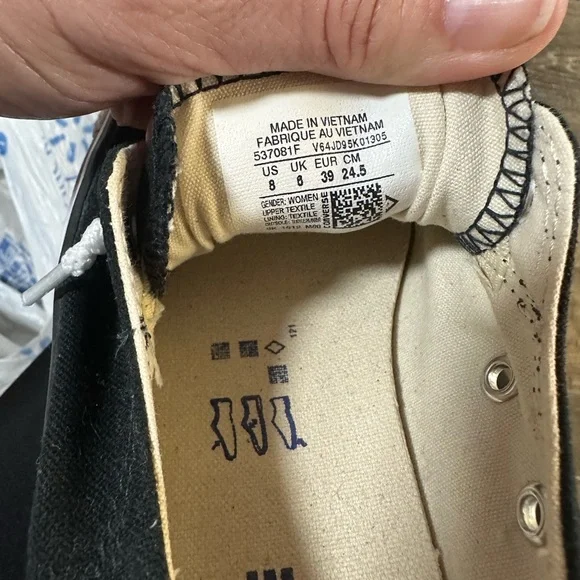 MADE IN VIETNAM
FABRIQUE AU VIETNAM
537081F V64JD95K01305
US UK EUR CM
8 6 39 24.5
GENDER: WOMEN
UPPER:TEXTILE
LINING: TEXTILE
CONVERSE
171